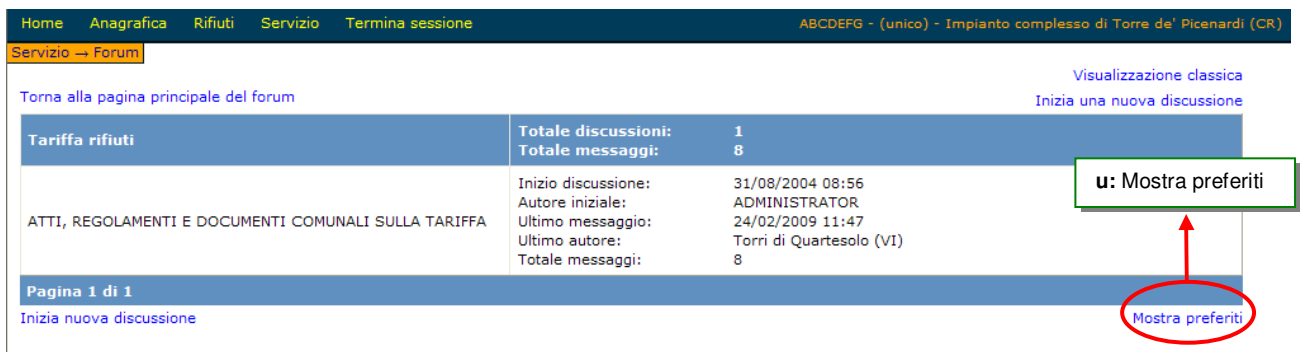 Home Anagrafica Rifiuti Servizio Termina sessione ABCDEFG - (unico) - Impianto complesso di Torre de' Picenardi (CR)
Servizio → Forum
Visualizzazione classica
Torna alla pagina principale del forum Inizia una nuova discussione
Tariffa rifiuti
Totale discussioni: 1
Totale messaggi: 8
u: Mostra preferiti
ATTI, REGOLAMENTI E DOCUMENTI COMUNALI SULLA TARIFFA
Inizio discussione: 31/08/2004 08:56
Autore iniziale: ADMINISTRATOR
Ultimo messaggio: 24/02/2009 11:47
Ultimo autore: Torri di Quartesolo (VI)
Totale messaggi: 8
Pagina 1 di 1
Inizia nuova discussione Mostra preferiti